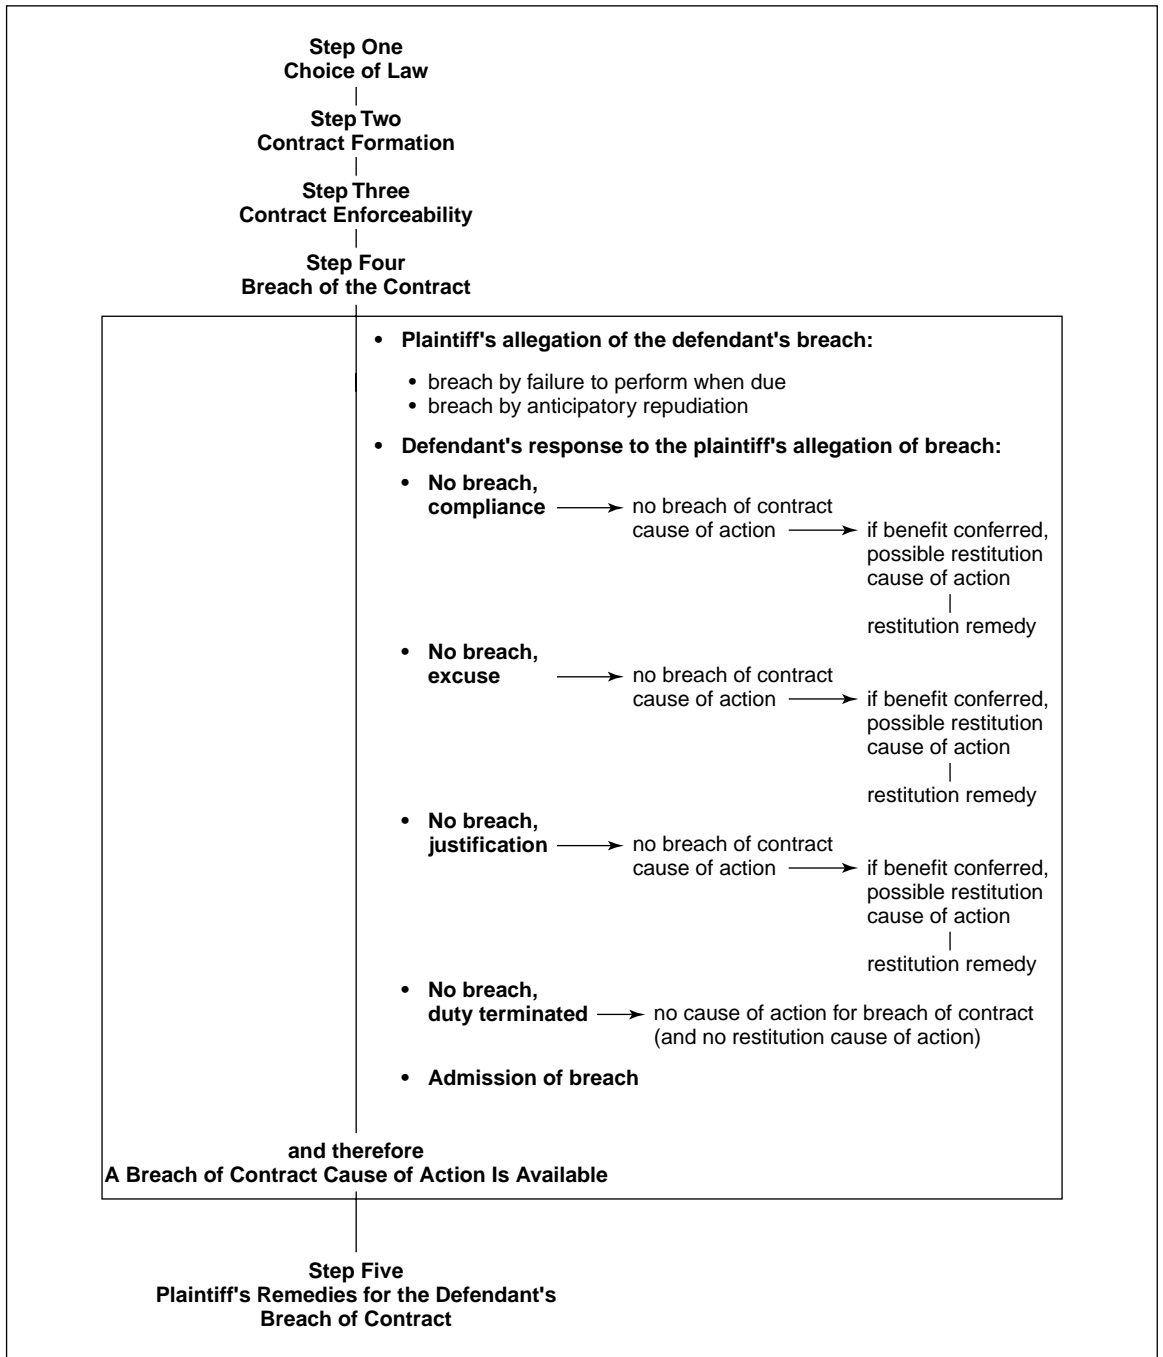 Step One
Choice of Law
Step Two
Contract Formation
Step Three
Contract Enforceability
Step Four
Breach of the Contract
• Plaintiff's allegation of the defendant's breach:
• breach by failure to perform when due
• breach by anticipatory repudiation
• Defendant's response to the plaintiff's allegation of breach:
• No breach,
compliance
no breach of contract
cause of action
if benefit conferred,
possible restitution
cause of action
restitution remedy
• No breach,
excuse
no breach of contract
cause of action
if benefit conferred,
possible restitution
cause of action
restitution remedy
• No breach,
justification
no breach of contract
cause of action
if benefit conferred,
possible restitution
cause of action
restitution remedy
• No breach,
duty terminated
no cause of action for breach of contract
(and no restitution cause of action)
• Admission of breach
and therefore
A Breach of Contract Cause of Action Is Available
Step Five
Plaintiff's Remedies for the Defendant's
Breach of Contract